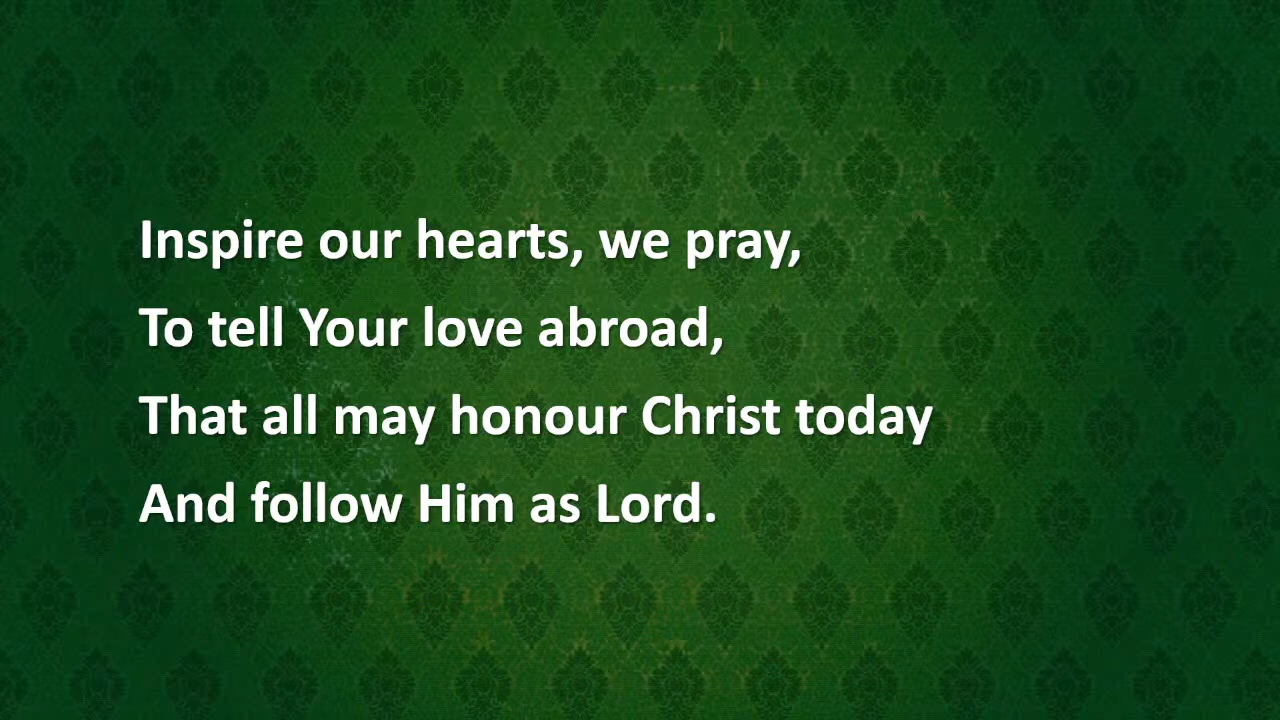 Inspire our hearts, we pray,
To tell Your love abroad,
That all may honour Christ today
And follow Him as Lord.